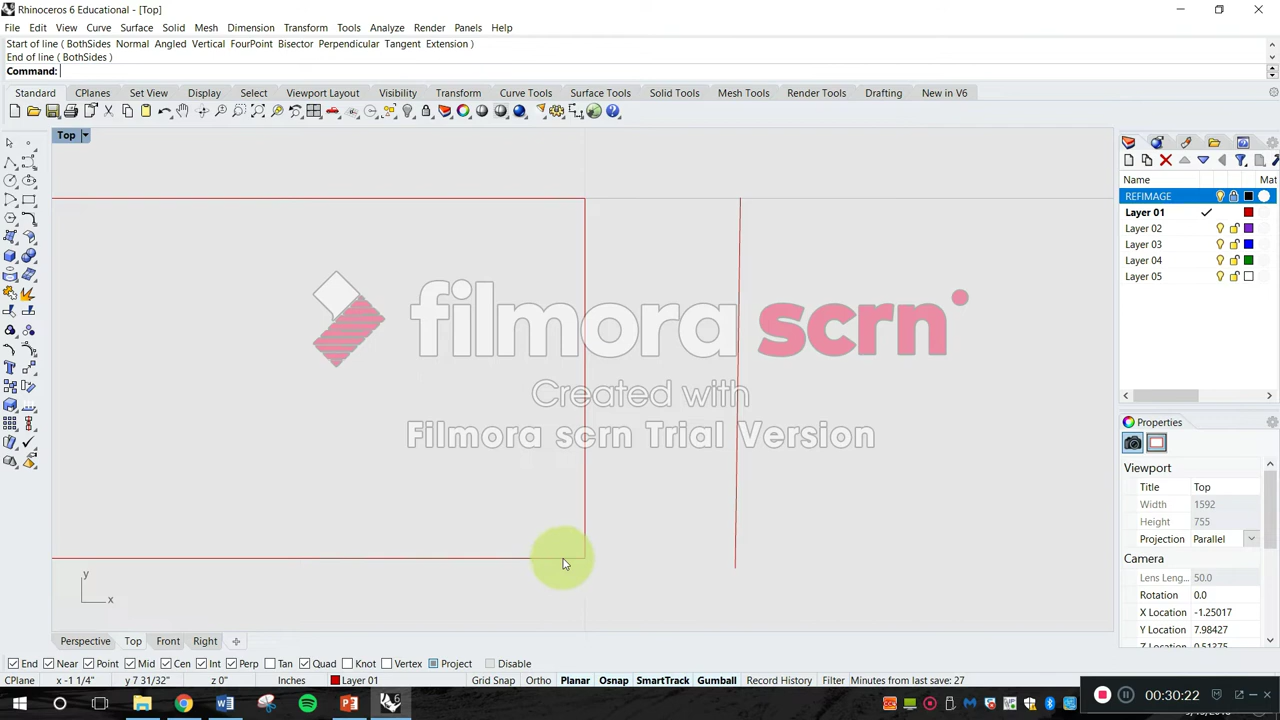 Rhinoceros 6 Educational - [Top]
File Edit View Curve Surface Solid Mesh Dimension Transform Tools Analyze Render Panels Help
Start of line ( BothSides Normal Angled Vertical FourPoint Bisector Perpendicular Tangent Extension )
End of line ( BothSides )
Command:
Standard CPlanes Set View Display Select Viewport Layout Visibility Transform Curve Tools Surface Tools Solid Tools Mesh Tools Render Tools Drafting New in V6
Top
Name Mat
REFIMAGE
Layer 01
Layer 02
Layer 03
Layer 04
Layer 05
filmora scrn
Created with
Filmora scrn Trial Version
Properties
Viewport
Title Top
Width 1592
Height 755
Projection Parallel
Camera
Lens Leng... 50.0
Rotation 0.0
X Location -1.25017
Y Location 7.98427
y
x
Perspective Top Front Right
End Near Point Mid Cen Int Perp Tan Quad Knot Vertex Project Disable
CPlane x -1 1/4" y 7 31/32" z 0" Inches Layer 01 Grid Snap Ortho Planar Osnap SmartTrack Gumball Record History Filter Minutes from last save: 27
00:30:22